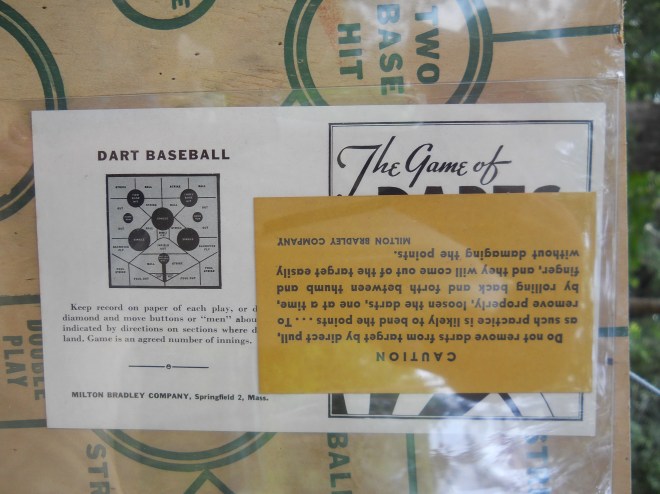 TWO
BASE
HIT
DART BASEBALL
The Game of
DARTS
Keep record on paper of each play, or d
diamond and move buttons or "men" abou
indicated by directions on sections where d
land. Game is an agreed number of innings.
MILTON BRADLEY COMPANY, Springfield 2, Mass.
CAUTION
Do not remove darts from target by direct pull,
as such practice is likely to bend the points . . . To
remove properly, loosen the darts, one at a time,
by rolling back and forth between thumb and
finger, and they will come out of the target easily
without damaging the points.
MILTON BRADLEY COMPANY
DOUBLE
PLAY
STR
BAL
STR